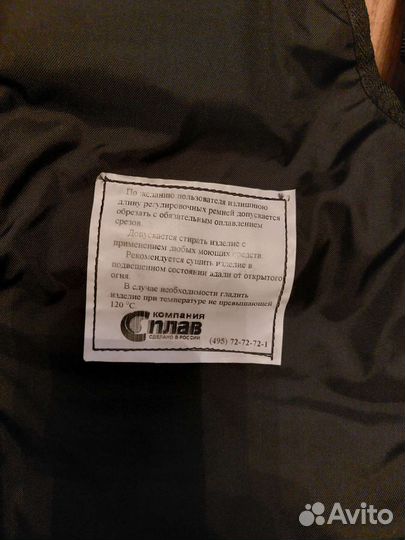 По желанию пользователя излишнюю
длину регулировочных ремней допускается
обрезать с обязательным оплавлением
срезов.
Допускается стирать изделие с
применением любых моющих средств.
Рекомендуется сушить изделие в
подвешенном состоянии вдали от открытого
огня.
В случае необходимости гладить
изделие при температуре не превышающей
120 °С.
КОМПАНИЯ
Сплав
СДЕЛАНО В РОССИИ
(495) 72-72-72-1
Avito